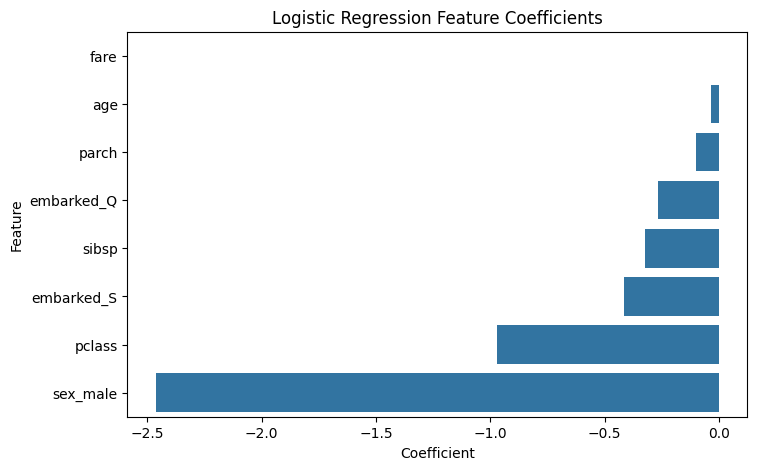 Logistic Regression Feature Coefficients
Feature
fare
age
parch
embarked_Q
sibsp
embarked_S
pclass
sex_male
−2.5 −2.0 −1.5 −1.0 −0.5 0.0
Coefficient